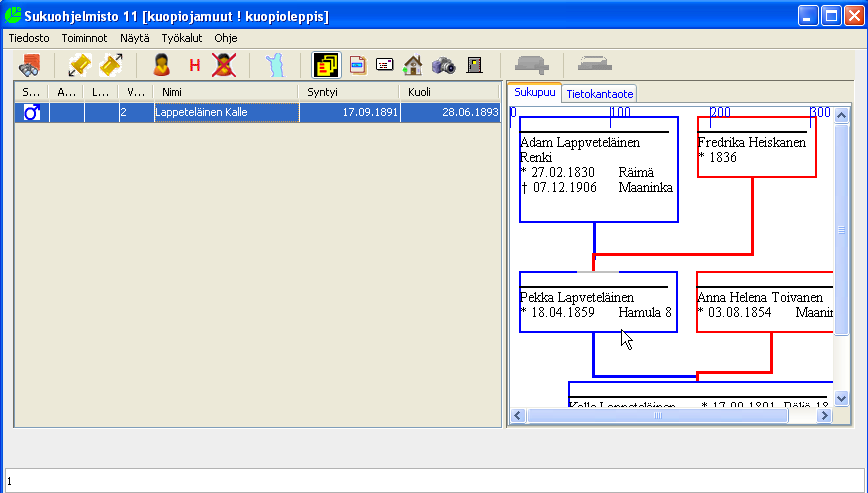 Sukuohjelmisto 11 [kuopiojamuut ! kuopioleppis]
Tiedosto Toiminnot Näytä Työkalut Ohje
H
S... A... L... V... Nimi Syntyi Kuoli
2 Lappeteläinen Kalle 17.09.1891 28.06.1893
Sukupuu Tietokantaote
0 100 200 300
Adam Lappveteläinen
Renki
* 27.02.1830 Räimä
† 07.12.1906 Maaninka
Fredrika Heiskanen
* 1836
Pekka Lapveteläinen
* 18.04.1859 Hamula 8
Anna Helena Toivanen
* 03.08.1854 Maanin
Kalle Lappeteläinen * 17.09.1891
1